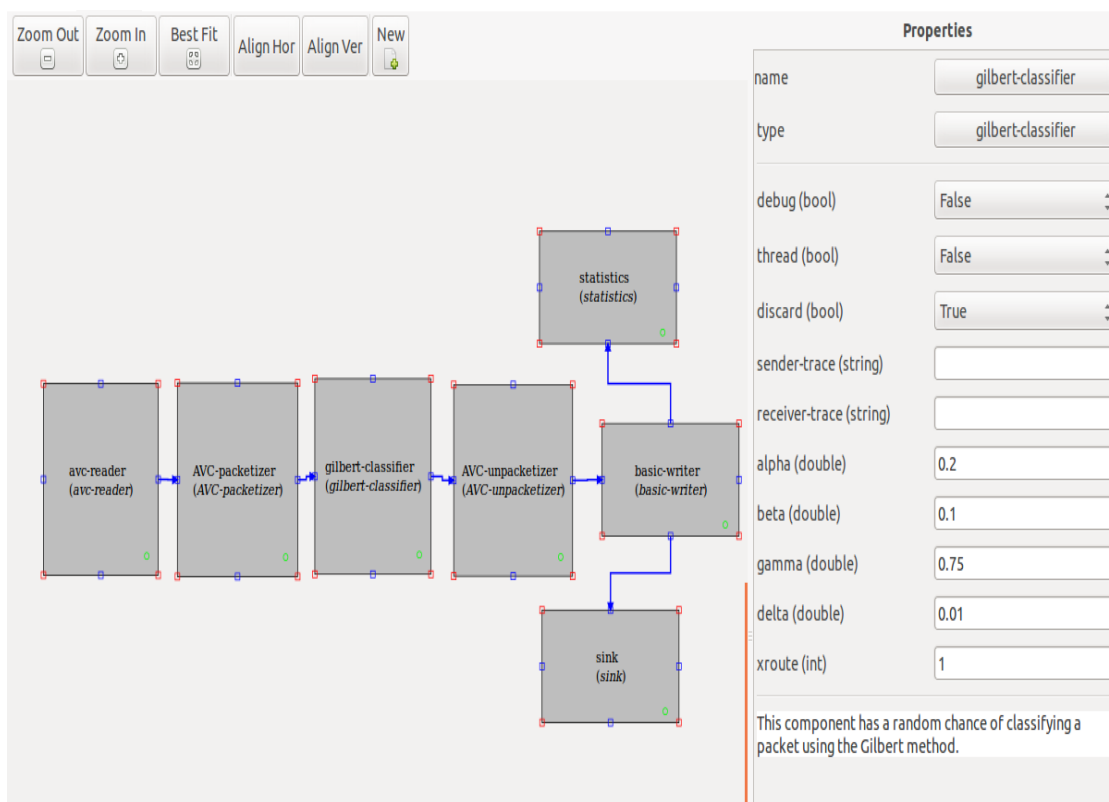 Zoom Out
Zoom In
Best Fit
Align Hor
Align Ver
New
Properties
name
gilbert-classifier
type
gilbert-classifier
debug (bool)
False
thread (bool)
False
discard (bool)
True
sender-trace (string)
receiver-trace (string)
alpha (double)
0.2
beta (double)
0.1
gamma (double)
0.75
delta (double)
0.01
xroute (int)
1
This component has a random chance of classifying a
packet using the Gilbert method.
statistics
(statistics)
avc-reader
(avc-reader)
AVC-packetizer
(AVC-packetizer)
gilbert-classifier
(gilbert-classifier)
AVC-unpacketizer
(AVC-unpacketizer)
basic-writer
(basic-writer)
sink
(sink)